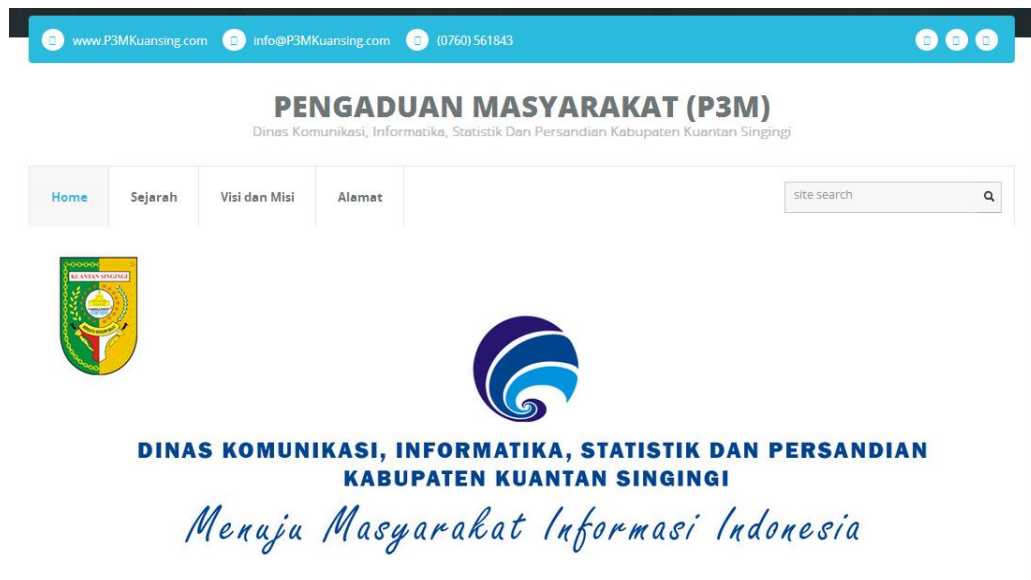 www.P3MKuansing.com info@P3MKuansing.com (0760) 561843
PENGADUAN MASYARAKAT (P3M)
Dinas Komunikasi, Informatika, Statistik Dan Persandian Kabupaten Kuantan Singingi
Home Sejarah Visi dan Misi Alamat site search
KUANTAN SINGINGI
DINAS KOMUNIKASI, INFORMATIKA, STATISTIK DAN PERSANDIAN
KABUPATEN KUANTAN SINGINGI
Menuju Masyarakat Informasi Indonesia